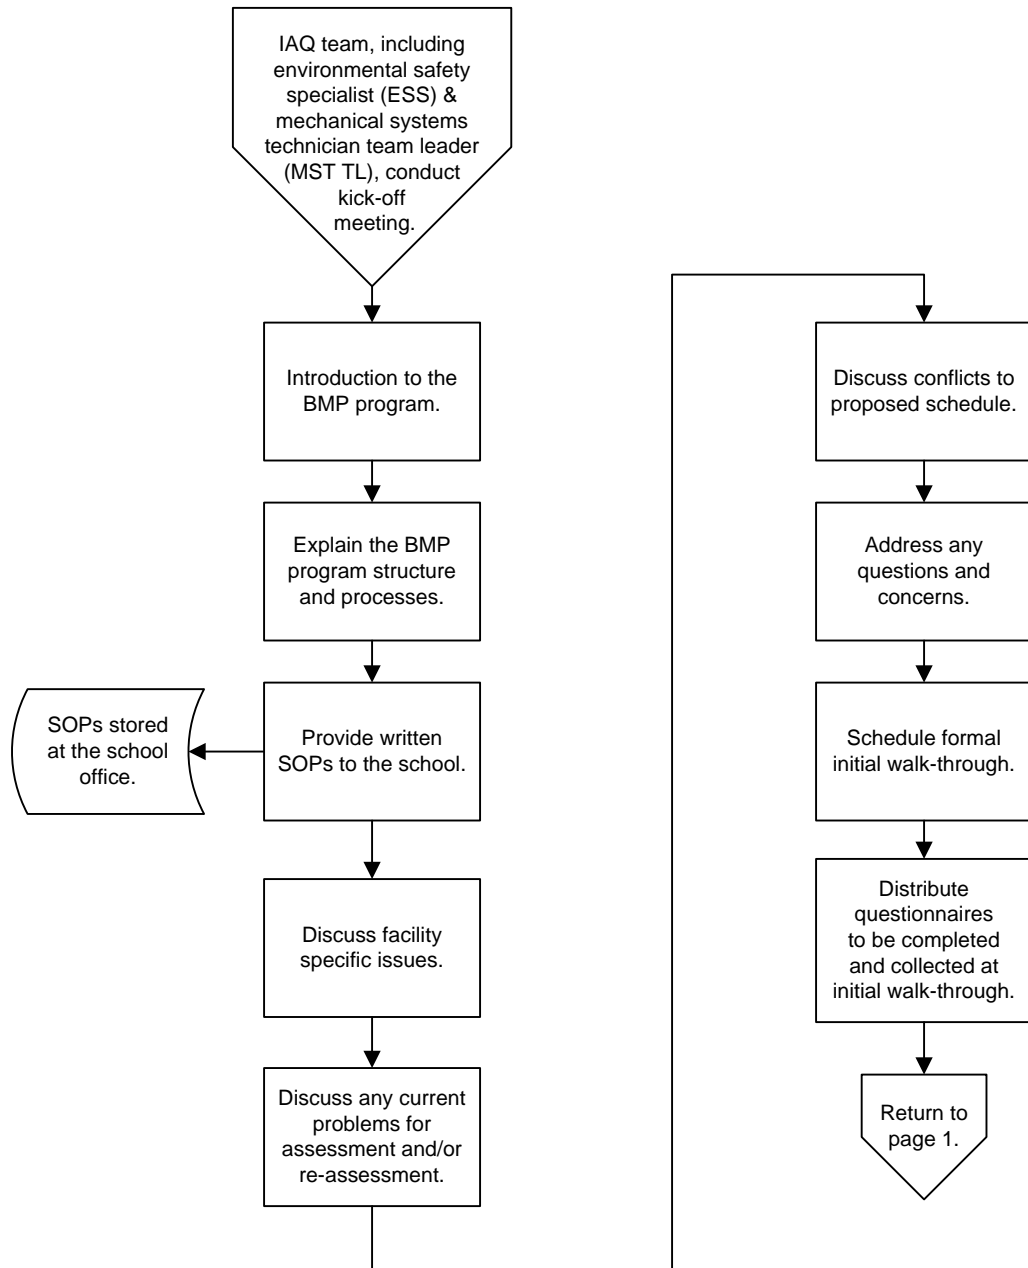 IAQ team, including
environmental safety
specialist (ESS) &
mechanical systems
technician team leader
(MST TL), conduct
kick-off
meeting.
Introduction to the
BMP program.
Explain the BMP
program structure
and processes.
Provide written
SOPs to the school.
SOPs stored
at the school
office.
Discuss facility
specific issues.
Discuss any current
problems for
assessment and/or
re-assessment.
Discuss conflicts to
proposed schedule.
Address any
questions and
concerns.
Schedule formal
initial walk-through.
Distribute
questionnaires
to be completed
and collected at
initial walk-through.
Return to
page 1.